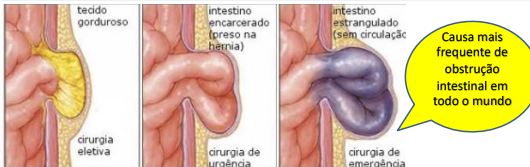 tecido
gorduroso
cirurgia
eletiva
intestino
encarcerado
(preso na
hérnia)
cirurgia de
urgência
intestino
estrangulado
(sem circulaçã
cirurgia de
emergência
Causa mais
frequente de
obstrução
intestinal em
todo o mundo